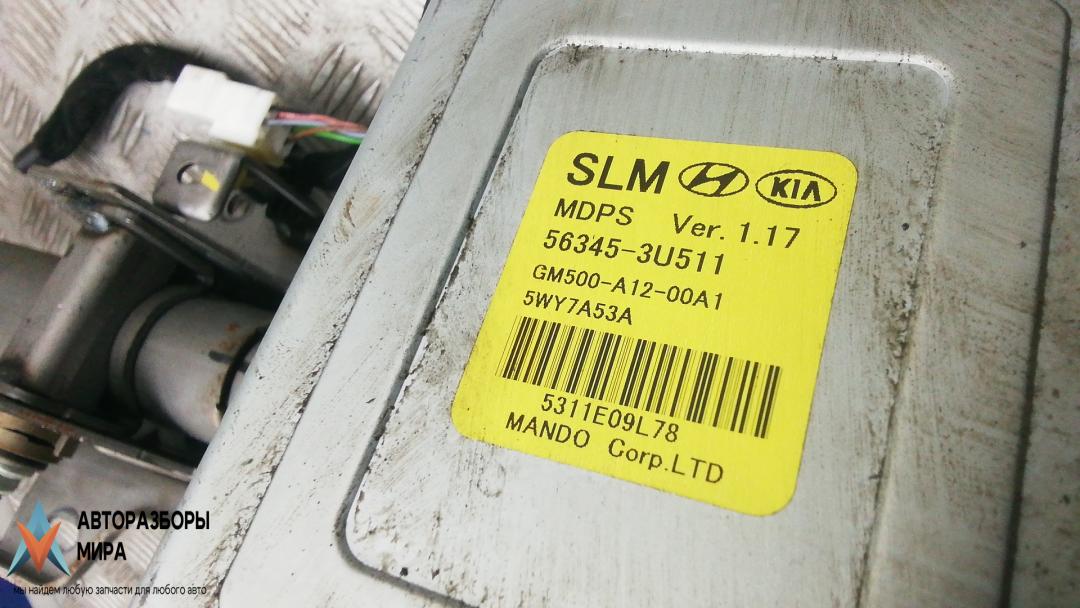 SLM H KIA
MDPS Ver. 1.17
56345-3U511
GM500-A12-00A1
5WY7A53A
5311E09L78
MANDO Corp.LTD
АВТОРАЗБОРЫ
МИРА
мы найдем любую запчасти для любого авто